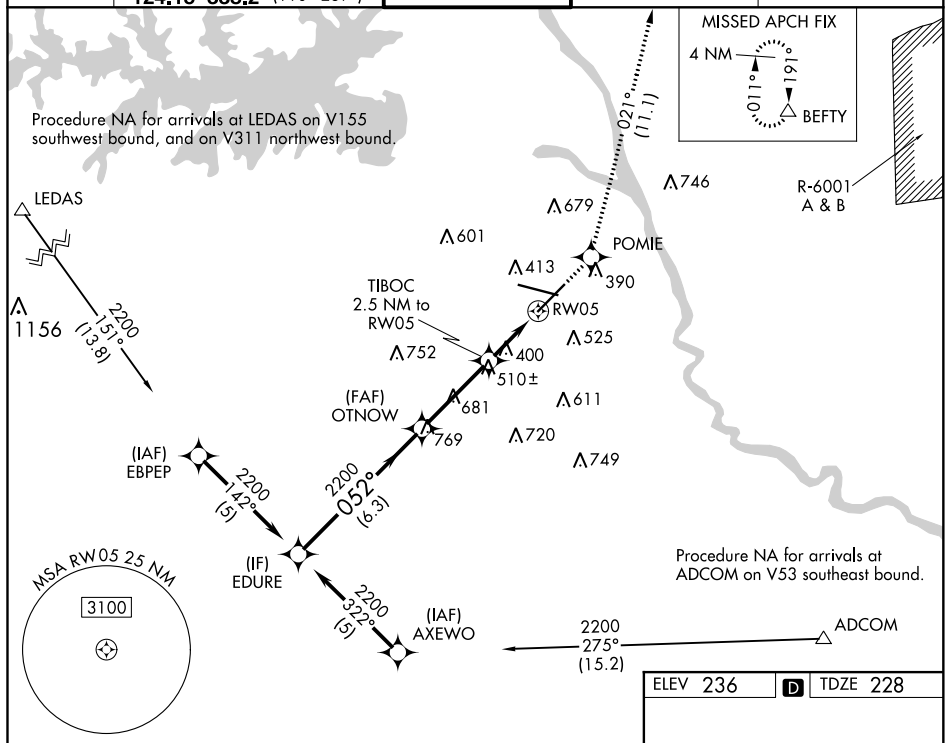 MISSED APCH FIX
4 NM
011°
191°
BEFTY
021°
(11.1)
Procedure NA for arrivals at LEDAS on V155
southwest bound, and on V311 northwest bound.
R-6001
A & B
746
LEDAS
679
601
POMIE
413
390
TIBOC
2.5 NM to
RW05
RW05
1156
2200
151°
(13.8)
525
752
400
510±
(FAF)
OTNOW
681
611
769
720
749
(IAF)
EBPEP
2200
052°
(6.3)
2200
142°
(5)
(IF)
EDURE
Procedure NA for arrivals at
ADCOM on V53 southeast bound.
MSA RW05 25 NM
3100
2200
322°
(5)
(IAF)
AXEWO
2200
275°
(15.2)
ADCOM
ELEV 236
D
TDZE 228